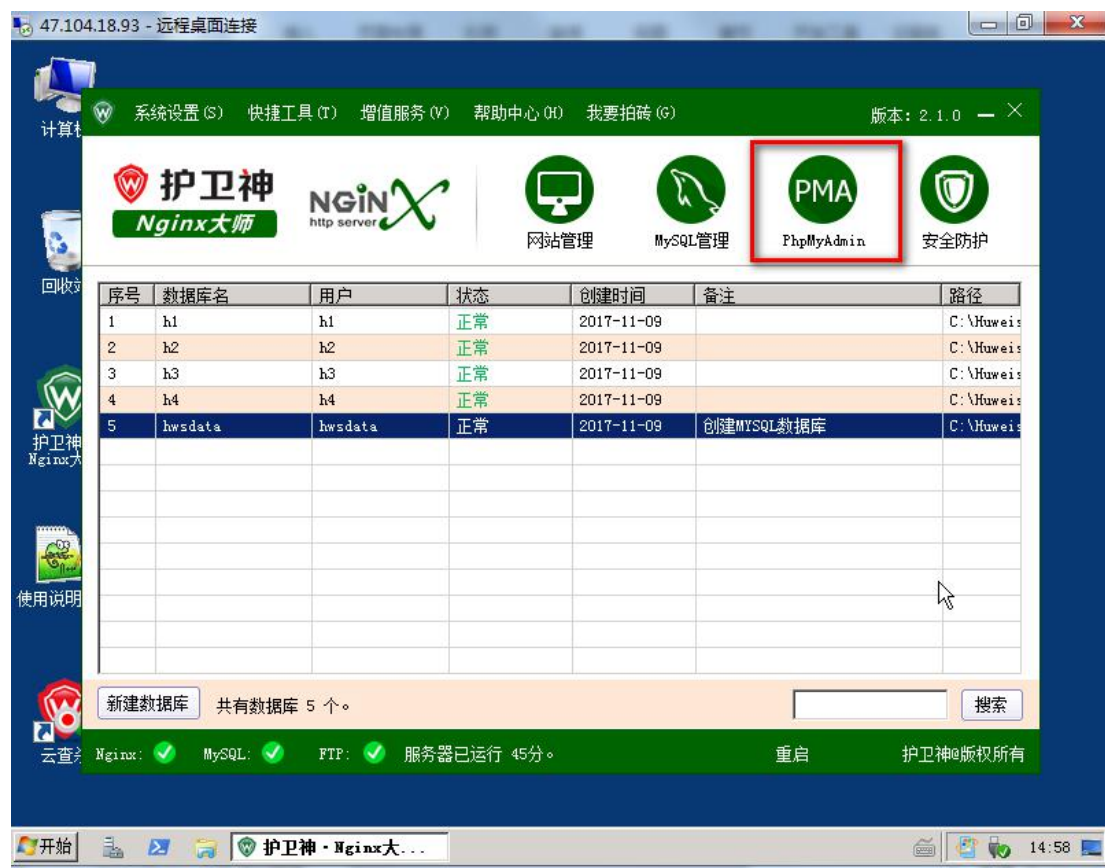 47.104.18.93 - 远程桌面连接
计算机
系统设置(S) 快捷工具(T) 增值服务(V) 帮助中心(H) 我要拍砖(G) 版本: 2.1.0
护卫神
Nginx大师
NGiNX
http server
PMA
网站管理 MySQL管理 PhpMyAdmin 安全防护
回收站
序号 数据库名 用户 状态 创建时间 备注 路径
1 h1 h1 正常 2017-11-09 C:\Huweis
2 h2 h2 正常 2017-11-09 C:\Huweis
3 h3 h3 正常 2017-11-09 C:\Huweis
4 h4 h4 正常 2017-11-09 C:\Huweis
5 hwsdata hwsdata 正常 2017-11-09 创建MYSQL数据库 C:\Huweis
护卫神
Nginx大
使用说明
新建数据库 共有数据库 5 个。 搜索
云查杀
Nginx: MySQL: FTP: 服务器已运行 45分。 重启 护卫神@版权所有
开始 护卫神·Nginx大... 14:58